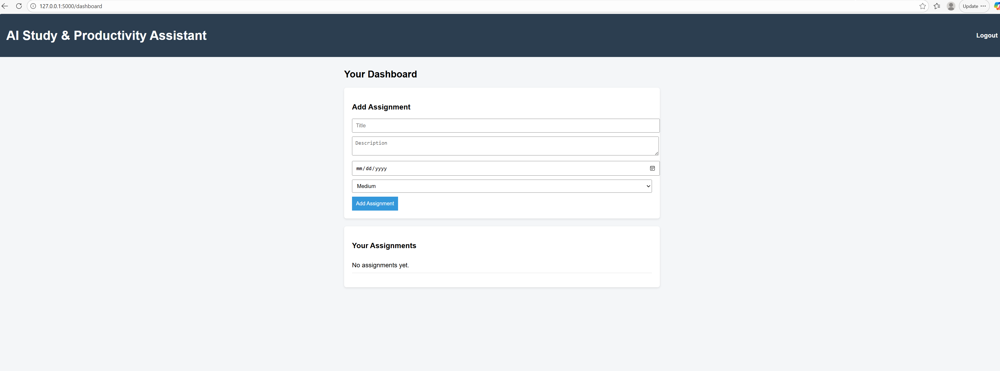 127.0.0.1:5000/dashboard
Update
AI Study & Productivity Assistant
Logout
Your Dashboard
Add Assignment
Title
Description
mm/dd/yyyy
Medium
Add Assignment
Your Assignments
No assignments yet.